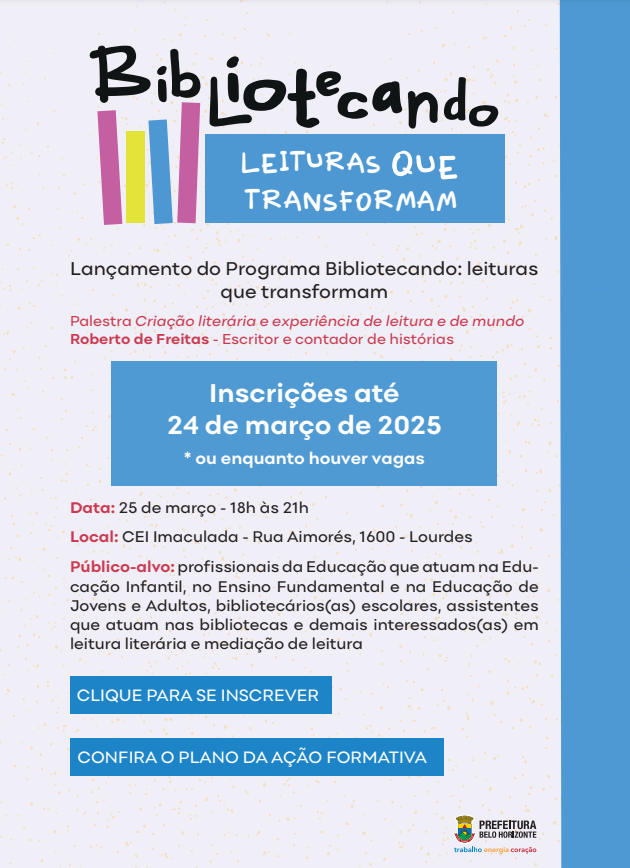 Bibliotecando
LEITURAS QUE
TRANSFORMAM
Lançamento do Programa Bibliotecando: leituras
que transformam
Palestra Criação literária e experiência de leitura e de mundo
Roberto de Freitas - Escritor e contador de histórias
Inscrições até
24 de março de 2025
* ou enquanto houver vagas
Data: 25 de março - 18h às 21h
Local: CEI Imaculada - Rua Aimorés, 1600 - Lourdes
Público-alvo: profissionais da Educação que atuam na Edu-
cação Infantil, no Ensino Fundamental e na Educação de
Jovens e Adultos, bibliotecários(as) escolares, assistentes
que atuam nas bibliotecas e demais interessados(as) em
leitura literária e mediação de leitura
CLIQUE PARA SE INSCREVER
CONFIRA O PLANO DA AÇÃO FORMATIVA
PREFEITURA
BELO HORIZONTE
trabalho energia coração